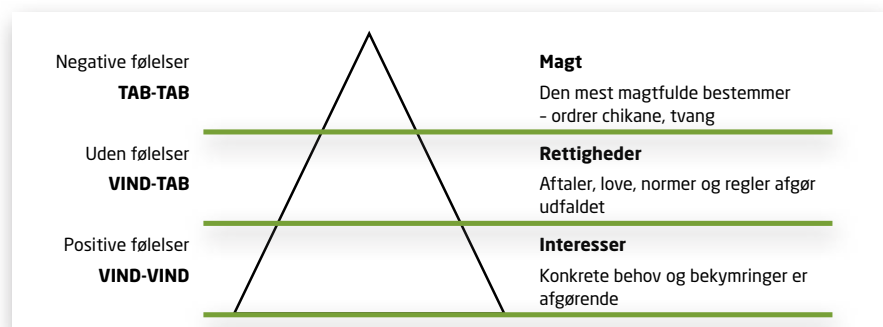 Negative følelser
TAB-TAB
Magt
Den mest magtfulde bestemmer
– ordrer chikane, tvang
Uden følelser
VIND-TAB
Rettigheder
Aftaler, love, normer og regler afgør
udfaldet
Positive følelser
VIND-VIND
Interesser
Konkrete behov og bekymringer er
afgørende